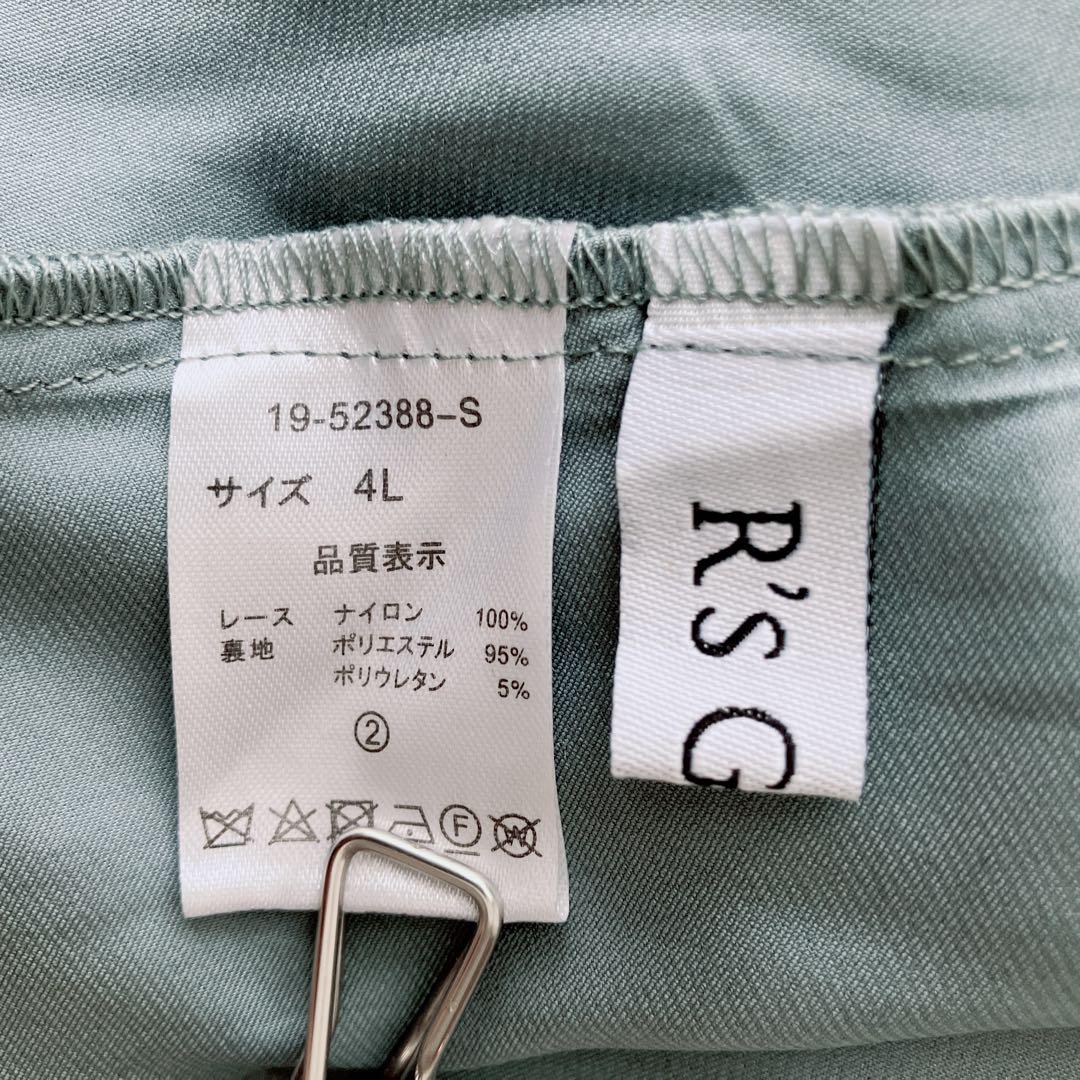 19-52388-S
サイズ 4L
品質表示
レース ナイロン 100%
裏地 ポリエステル 95%
ポリウレタン 5%
②
F
W
R'S G